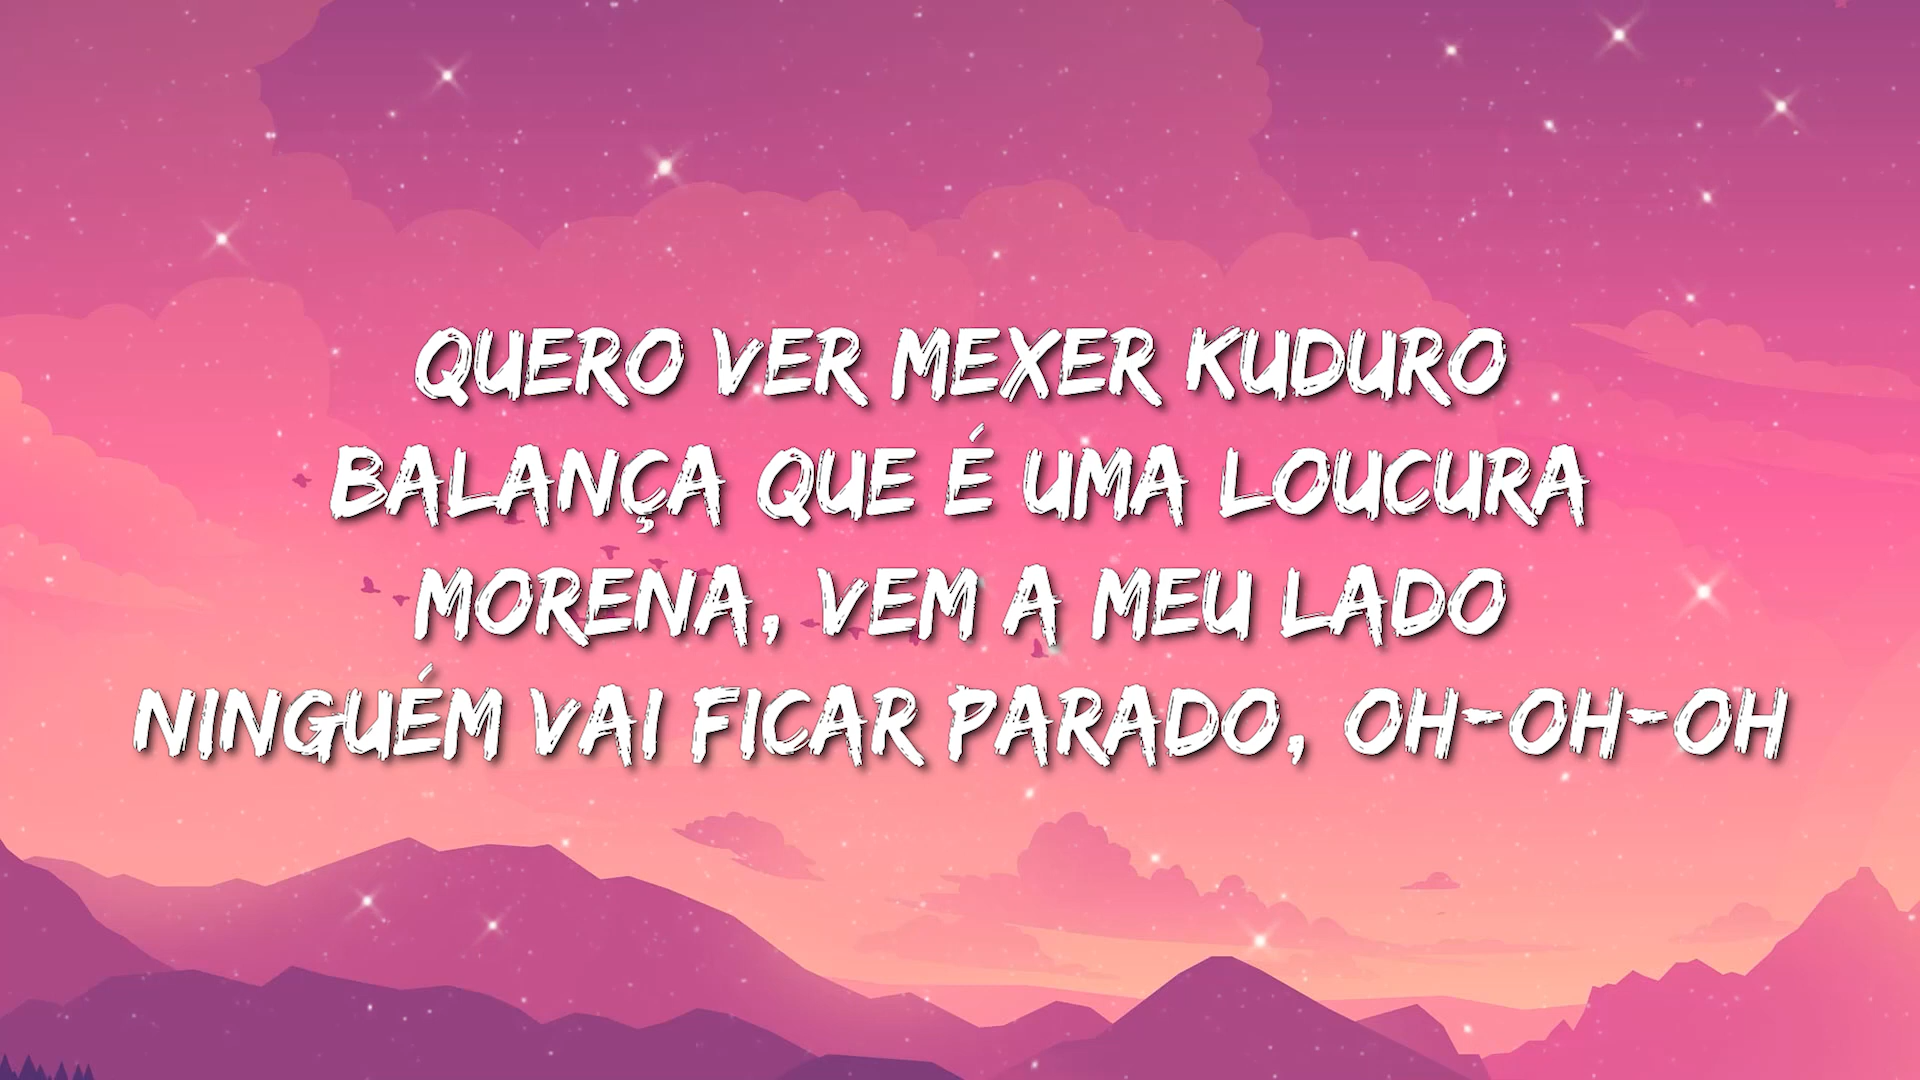 QUERO VER MEXER KUDURO
BALANÇA QUE É UMA LOUCURA
MORENA, VEM A MEU LADO
NINGUÉM VAI FICAR PARADO, OH-OH-OH